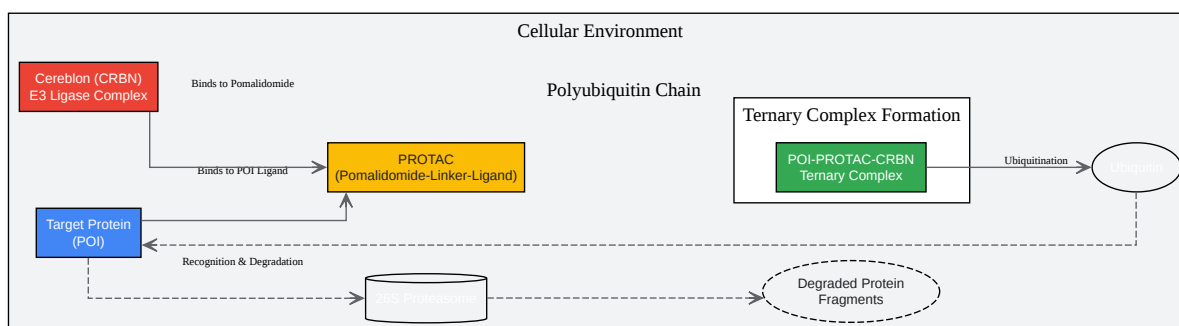 Cellular Environment
Cereblon (CRBN)
E3 Ligase Complex
Binds to Pomalidomide
Polyubiquitin Chain
Ternary Complex Formation
PROTAC
(Pomalidomide-Linker-Ligand)
Binds to POI Ligand
POI-PROTAC-CRBN
Ternary Complex
Ubiquitination
Ubiquitin
Target Protein
(POI)
Recognition & Degradation
26S Proteasome
Degraded Protein
Fragments